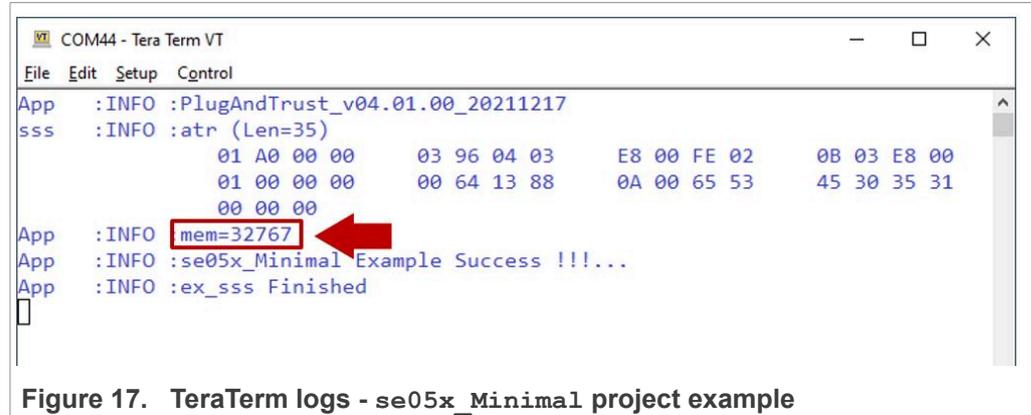 COM44 - Tera Term VT
File Edit Setup Control
App :INFO :PlugAndTrust_v04.01.00_20211217
sss :INFO :atr (Len=35)
01 A0 00 00 03 96 04 03 E8 00 FE 02 0B 03 E8 00
01 00 00 00 00 64 13 88 0A 00 65 53 45 30 35 31
00 00 00
App :INFO :mem=32767
App :INFO :se05x_Minimal Example Success !!!...
App :INFO :ex_sss Finished
Figure 17. TeraTerm logs - se05x_Minimal project example